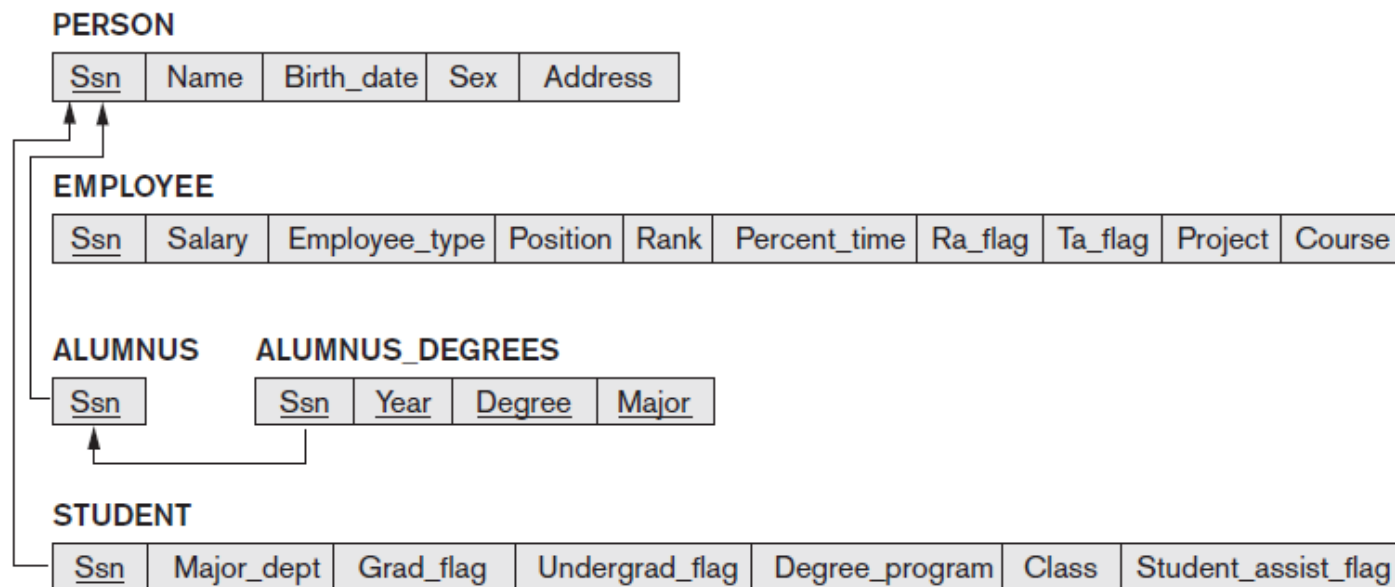 PERSON
Ssn Name Birth_date Sex Address
EMPLOYEE
Ssn Salary Employee_type Position Rank Percent_time Ra_flag Ta_flag Project Course
ALUMNUS ALUMNUS_DEGREES
Ssn Ssn Year Degree Major
STUDENT
Ssn Major_dept Grad_flag Undergrad_flag Degree_program Class Student_assist_flag